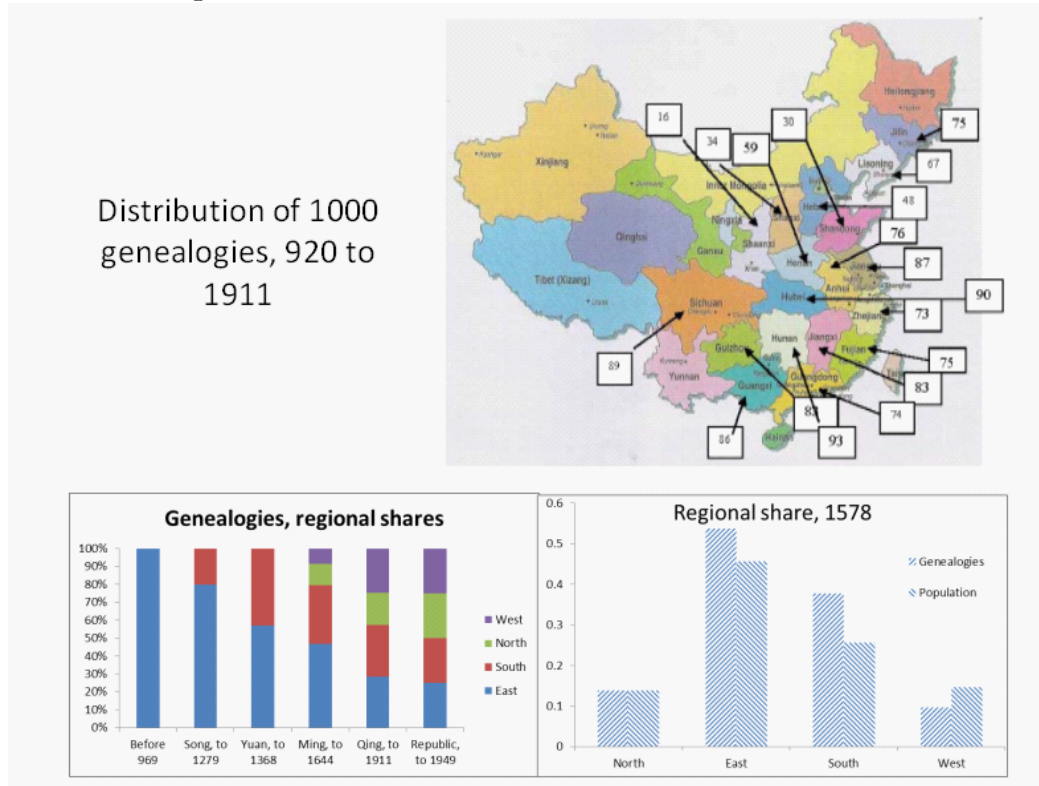 Distribution of 1000
genealogies, 920 to
1911
Heilongjiang
Jilin
75
16
30
34
59
Liaoning
67
Xinjiang
Inner Mongolia
48
Shandong
Ningxia
76
Qinghai
Shaanxi
Gansu
87
Henan
Tibet (Xizang)
Anhui
90
Sichuan
Hubei
73
Hunan
Jiangxi
Guizhou
Fujian
75
89
Yunnan
83
Guangxi
Guangdong
74
86
93
Hainan
Genealogies, regional shares
100%
90%
80%
70%
60%
50%
40%
30%
20%
10%
0%
Before
969
Song, to
1279
Yuan, to
1368
Ming, to
1644
Qing, to
1911
Republic,
to 1949
West
North
South
East
Regional share, 1578
0.6
0.5
0.4
0.3
0.2
0.1
0
North
East
South
West
Genealogies
Population